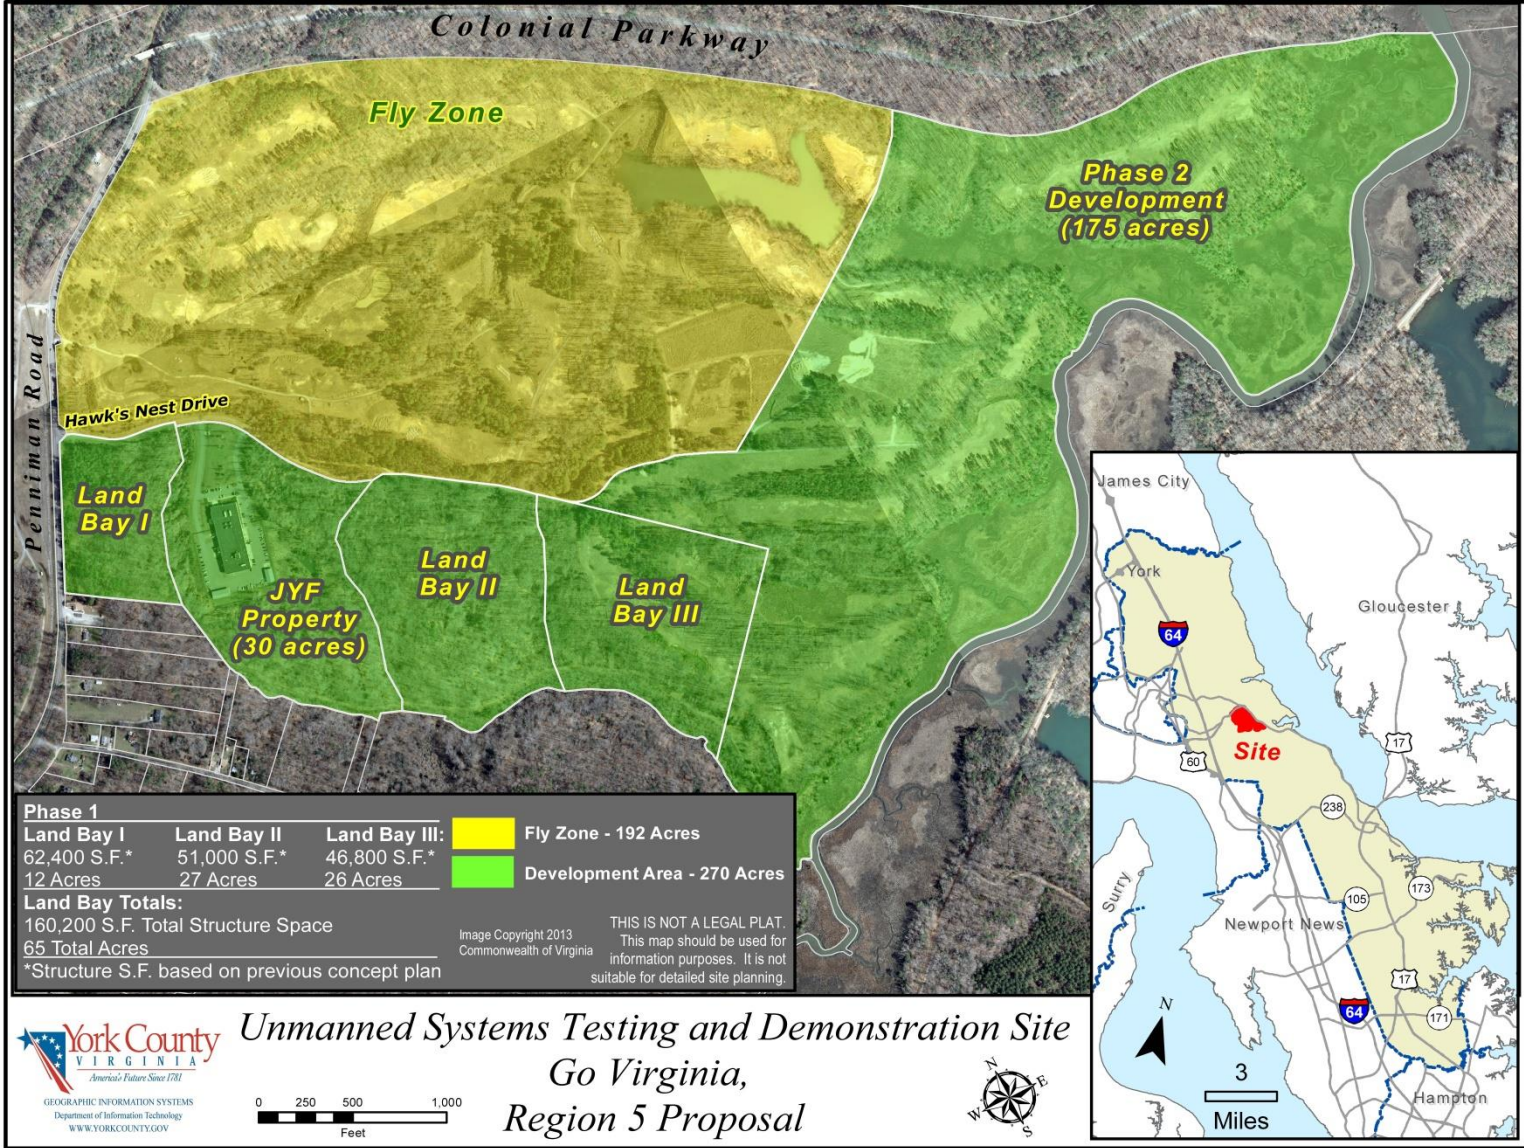 Colonial Parkway
Fly Zone
Phase 2
Development
(175 acres)
Penniman Road
Hawk's Nest Drive
Land
Bay I
JYF
Property
(30 acres)
Land
Bay II
Land
Bay III
Phase 1
Land Bay I Land Bay II Land Bay III:
62,400 S.F.* 51,000 S.F.* 46,800 S.F.*
12 Acres 27 Acres 26 Acres
Land Bay Totals:
160,200 S.F. Total Structure Space
65 Total Acres
*Structure S.F. based on previous concept plan
Fly Zone - 192 Acres
Development Area - 270 Acres
Image Copyright 2013
Commonwealth of Virginia
THIS IS NOT A LEGAL PLAT.
This map should be used for
information purposes. It is not
suitable for detailed site planning.
James City
York
64
Gloucester
Site
60
17
238
Surry
105
173
Newport News
17
64
171
Hampton
N
3
Miles
York County
VIRGINIA
America's Future Since 1781
GEOGRAPHIC INFORMATION SYSTEMS
Department of Information Technology
WWW.YORKCOUNTY.GOV
Unmanned Systems Testing and Demonstration Site
Go Virginia,
Region 5 Proposal
0 250 500 1,000
Feet
N
E
S
W